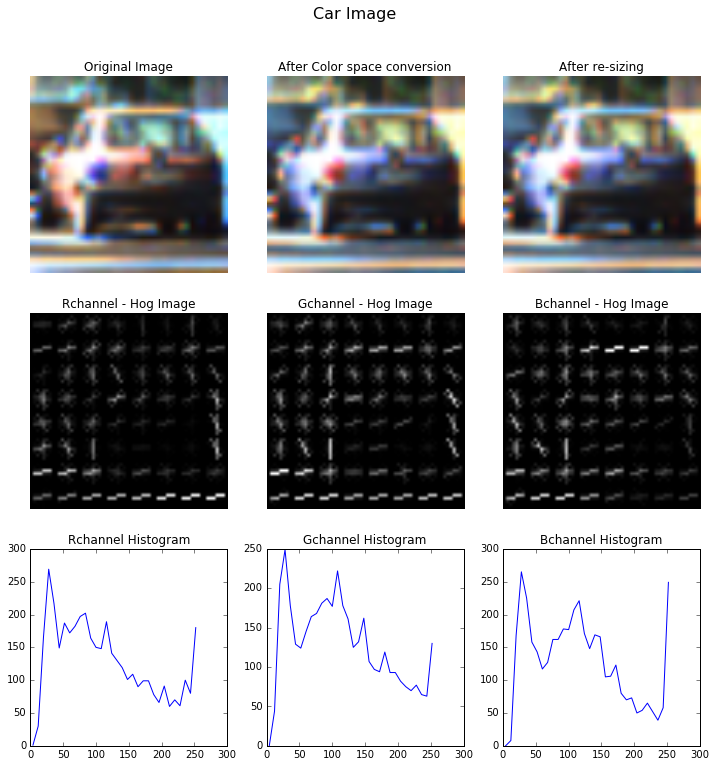 Car Image
Original Image
After Color space conversion
After re-sizing
Rchannel - Hog Image
Gchannel - Hog Image
Bchannel - Hog Image
Rchannel Histogram
Gchannel Histogram
Bchannel Histogram
300
250
200
150
100
50
0
0 50 100 150 200 250 300
300
250
200
150
100
50
0
0 50 100 150 200 250 300
300
250
200
150
100
50
0
0 50 100 150 200 250 300